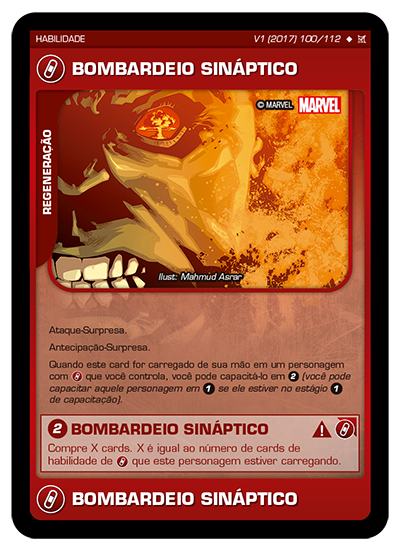 HABILIDADE V1 (2017) 100/112
BOMBARDEIO SINÁPTICO
© MARVEL MARVEL
REGENERAÇÃO
Ilust: Mahmud Asrar
Ataque-Surpresa.
Antecipação-Surpresa.
Quando este card for carregado de sua mão em um personagem
com que você controla, você pode capacitá-lo em 2 (você pode
capacitar aquele personagem em 1 se ele estiver no estágio 1
de capacitação).
2 BOMBARDEIO SINÁPTICO
Compre X cards. X é igual ao número de cards de
habilidade de que este personagem estiver carregando.
BOMBARDEIO SINÁPTICO